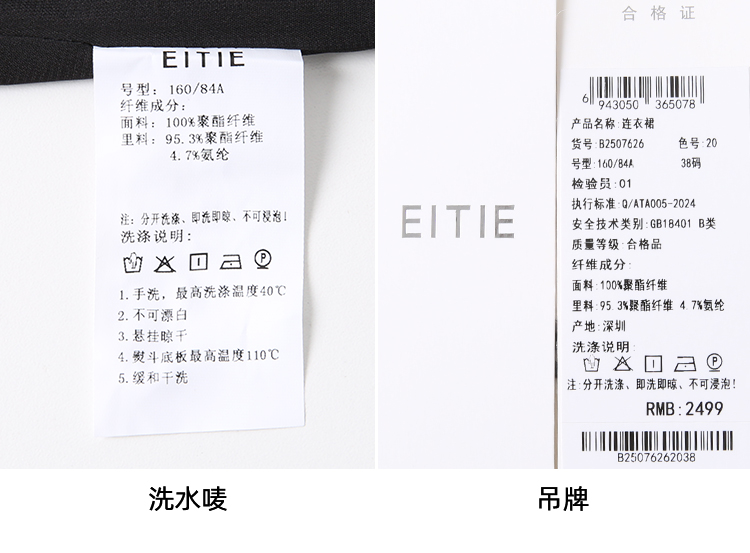 EITIE
号型: 160/84A
纤维成分:
面料: 100%聚酯纤维
里料: 95.3%聚酯纤维
4.7%氨纶
注: 分开洗涤、即洗即晾、不可浸泡!
洗涤说明:
1.手洗，最高洗涤温度40℃
2.不可漂白
3.悬挂晾干
4.熨斗底板最高温度110℃
5.缓和干洗
洗水唛
EITIE
合格证
6 943050 365078
产品名称:连衣裙
货号:B2507626 色号:20
号型:160/84A 38码
检验员:01
执行标准:Q/ATA005-2024
安全技术类别:GB18401 B类
质量等级:合格品
纤维成分:
面料:100%聚酯纤维
里料:95.3%聚酯纤维 4.7%氨纶
产地:深圳
洗涤说明:
P
注:分开洗涤、即洗即晾、不可浸泡!
RMB:2499
B25076262038
吊牌